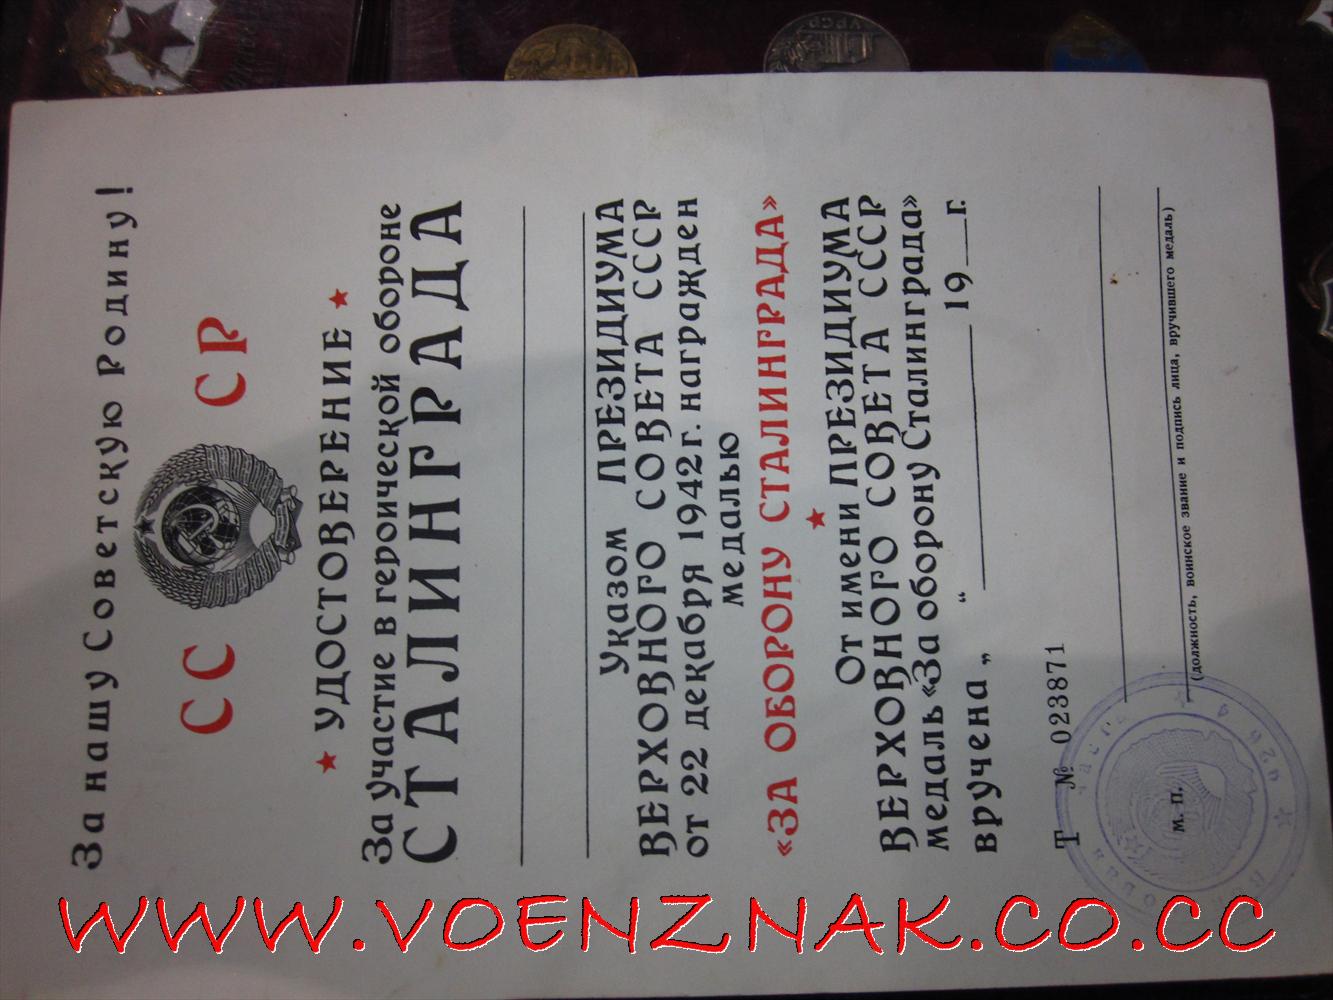 За нашу Советскую Родину!
СС СР
УДОСТОВЕРЕНИЕ
За участие в героической обороне
СТАЛИНГРАДА
Указом ПРЕЗИДИУМА
ВЕРХОВНОГО СОВЕТА СССР
от 22 декабря 1942 г. награжден
медалью
«ЗА ОБОРОНУ СТАЛИНГРАДА»
От имени ПРЕЗИДИУМА
ВЕРХОВНОГО СОВЕТА СССР
медаль «За оборону Сталинграда»
вручена „ “ 19 г.
Т № 023871
М. П.
(должность, воинское звание и подпись лица, вручившего медаль)
WWW.VOENZNAK.CO.CC